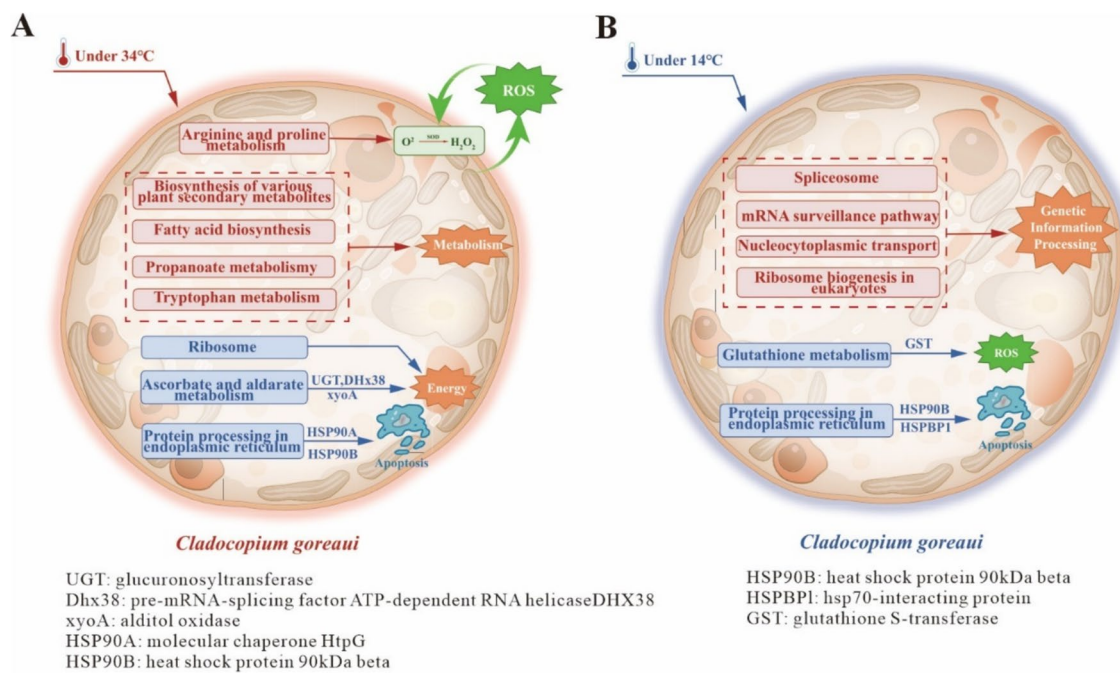 A
Under 34℃
ROS
Arginine and proline
metabolism
O² SOD H₂O₂
Biosynthesis of various
plant secondary metabolites
Fatty acid biosynthesis
Metabolism
Propanoate metabolismy
Tryptophan metabolism
Ribosome
Ascorbate and aldarate
metabolism
UGT,DHx38
xyoA
Energy
Protein processing in
endoplasmic reticulum
HSP90A
HSP90B
Apoptosis
Cladocopium goreaui
UGT: glucuronosyltransferase
Dhx38: pre-mRNA-splicing factor ATP-dependent RNA helicaseDHX38
xyoA: alditol oxidase
HSP90A: molecular chaperone HtpG
HSP90B: heat shock protein 90kDa beta
B
Under 14℃
Spliceosome
mRNA surveillance pathway
Nucleocytoplasmic transport
Ribosome biogenesis in
eukaryotes
Genetic
Information
Processing
Glutathione metabolism
GST
ROS
Protein processing in
endoplasmic reticulum
HSP90B
HSPBP1
Apoptosis
Cladocopium goreaui
HSP90B: heat shock protein 90kDa beta
HSPBP1: hsp70-interacting protein
GST: glutathione S-transferase